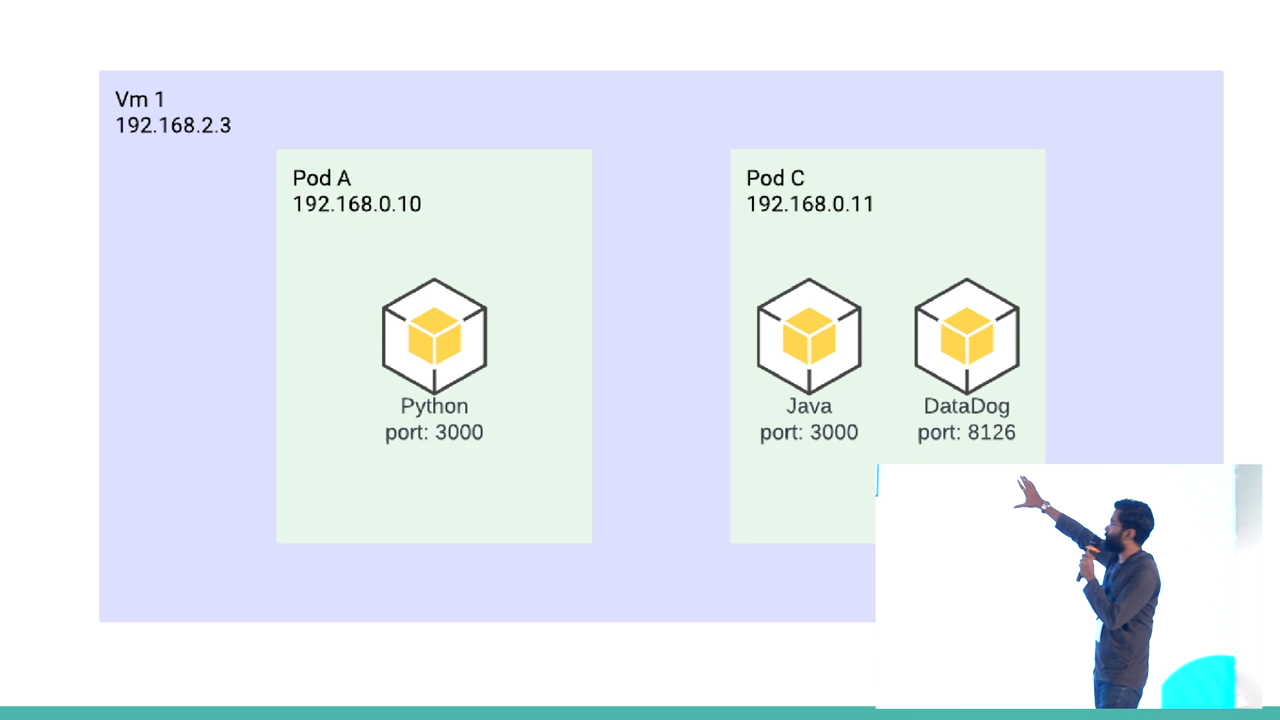 Vm 1
192.168.2.3
Pod A
192.168.0.10
Pod C
192.168.0.11
Python
port: 3000
Java
port: 3000
DataDog
port: 8126